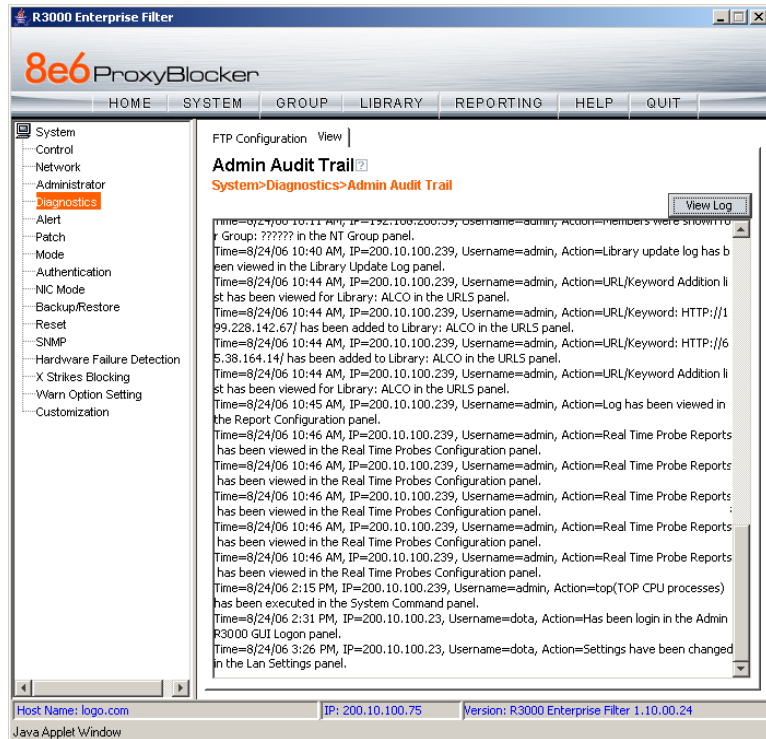 R3000 Enterprise Filter
8e6 ProxyBlocker
HOME SYSTEM GROUP LIBRARY REPORTING HELP QUIT
System
Control
Network
Administrator
Diagnostics
Alert
Patch
Mode
Authentication
NIC Mode
Backup/Restore
Reset
SNMP
Hardware Failure Detection
X Strikes Blocking
Warn Option Setting
Customization
FTP Configuration View
Admin Audit Trail ?
System>Diagnostics>Admin Audit Trail
View Log
Time=8/24/06 10:11 AM, IP=192.168.200.59, Username=admin, Action=Members were shown fo
r Group: ?????? in the NT Group panel.
Time=8/24/06 10:40 AM, IP=200.10.100.239, Username=admin, Action=Library update log has b
een viewed in the Library Update Log panel.
Time=8/24/06 10:44 AM, IP=200.10.100.239, Username=admin, Action=URL/Keyword Addition li
st has been viewed for Library: ALCO in the URLS panel.
Time=8/24/06 10:44 AM, IP=200.10.100.239, Username=admin, Action=URL/Keyword: HTTP://1
99.228.142.67/ has been added to Library: ALCO in the URLS panel.
Time=8/24/06 10:44 AM, IP=200.10.100.239, Username=admin, Action=URL/Keyword: HTTP://6
5.38.164.14/ has been added to Library: ALCO in the URLS panel.
Time=8/24/06 10:44 AM, IP=200.10.100.239, Username=admin, Action=URL/Keyword Addition li
st has been viewed for Library: ALCO in the URLS panel.
Time=8/24/06 10:45 AM, IP=200.10.100.239, Username=admin, Action=Log has been viewed in
the Report Configuration panel.
Time=8/24/06 10:46 AM, IP=200.10.100.239, Username=admin, Action=Real Time Probe Reports
has been viewed in the Real Time Probes Configuration panel.
Time=8/24/06 10:46 AM, IP=200.10.100.239, Username=admin, Action=Real Time Probe Reports
has been viewed in the Real Time Probes Configuration panel.
Time=8/24/06 10:46 AM, IP=200.10.100.239, Username=admin, Action=Real Time Probe Reports
has been viewed in the Real Time Probes Configuration panel.
Time=8/24/06 10:46 AM, IP=200.10.100.239, Username=admin, Action=Real Time Probe Reports
has been viewed in the Real Time Probes Configuration panel.
Time=8/24/06 10:46 AM, IP=200.10.100.239, Username=admin, Action=Real Time Probe Reports
has been viewed in the Real Time Probes Configuration panel.
Time=8/24/06 2:15 PM, IP=200.10.100.239, Username=admin, Action=top(TOP CPU processes)
has been executed in the System Command panel.
Time=8/24/06 2:31 PM, IP=200.10.100.23, Username=dota, Action=Has been login in the Admin
R3000 GUI Logon panel.
Time=8/24/06 3:26 PM, IP=200.10.100.23, Username=dota, Action=Settings have been changed
in the Lan Settings panel.
Host Name: logo.com IP: 200.10.100.75 Version: R3000 Enterprise Filter 1.10.00.24
Java Applet Window